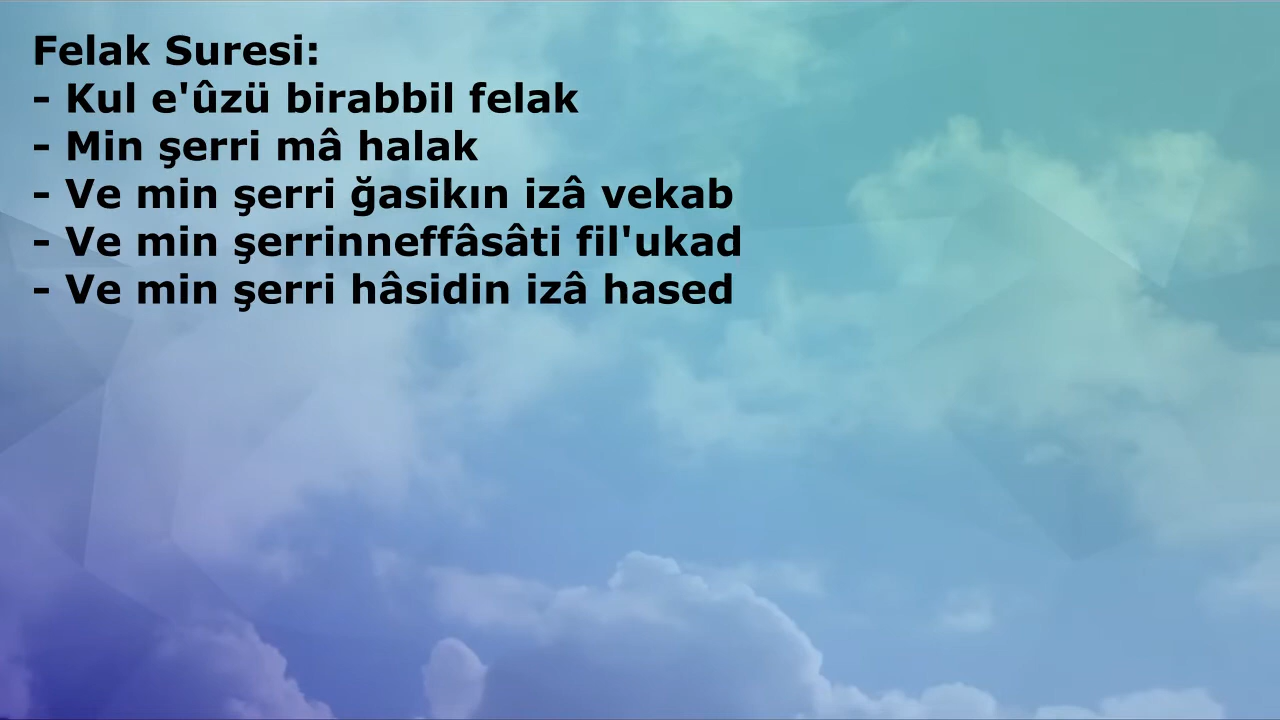 Felak Suresi:
- Kul e'ûzü birabbil felak
- Min şerri mâ halak
- Ve min şerri ğasikın izâ vekab
- Ve min şerrinneffâsâti fil'ukad
- Ve min şerri hâsidin izâ hased